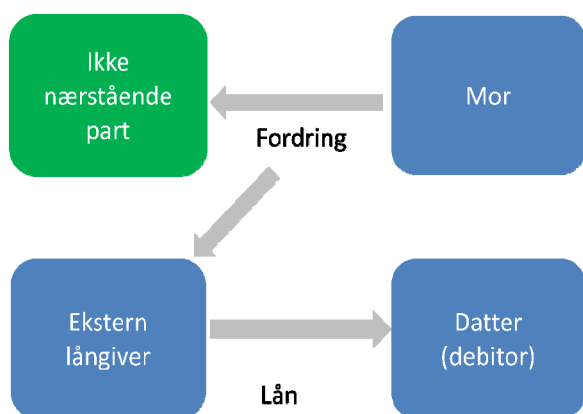 Ikke
nærstående
part
Mor
Fordring
Ekstern
långiver
Datter
(debitor)
Lån